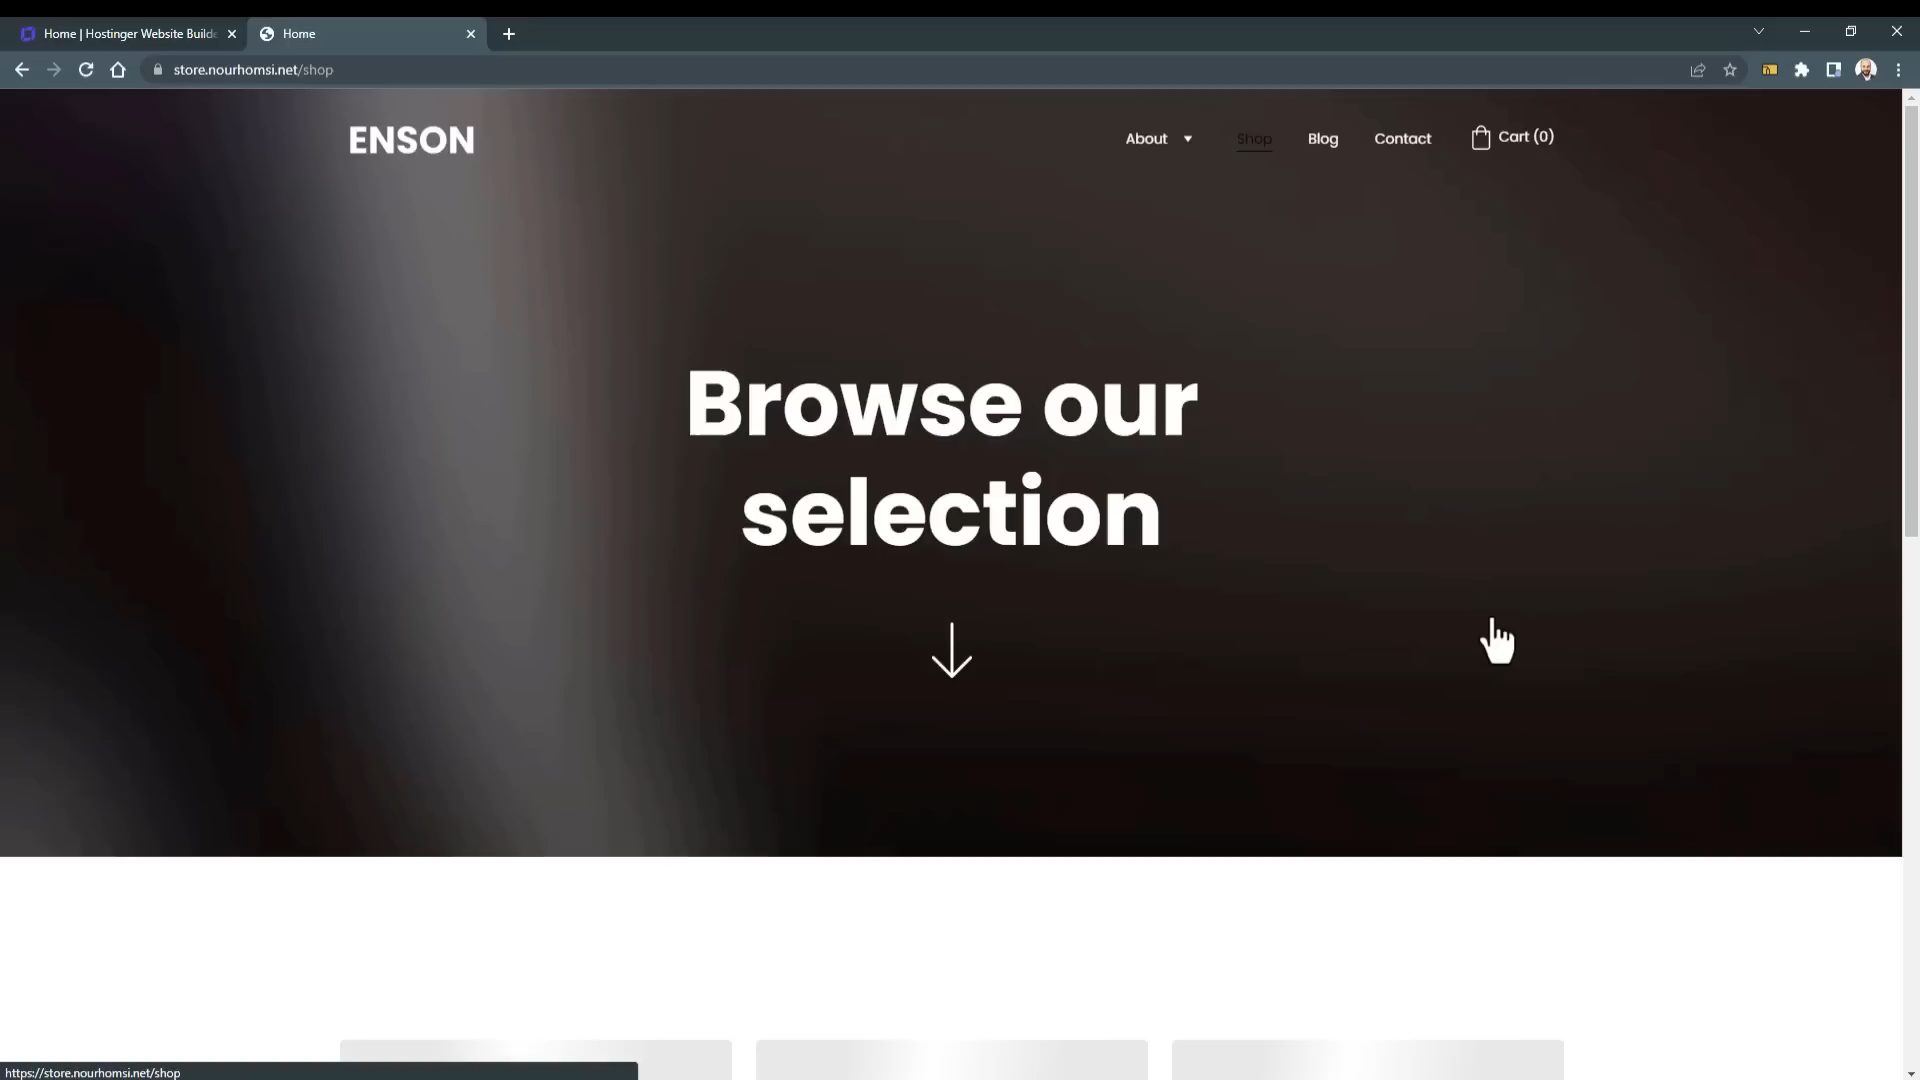 Home | Hostinger Website Builde
Home
store.nourhomsi.net/shop
ENSON
About
Shop
Blog
Contact
Cart (0)
Browse our
selection
https://store.nourhomsi.net/shop